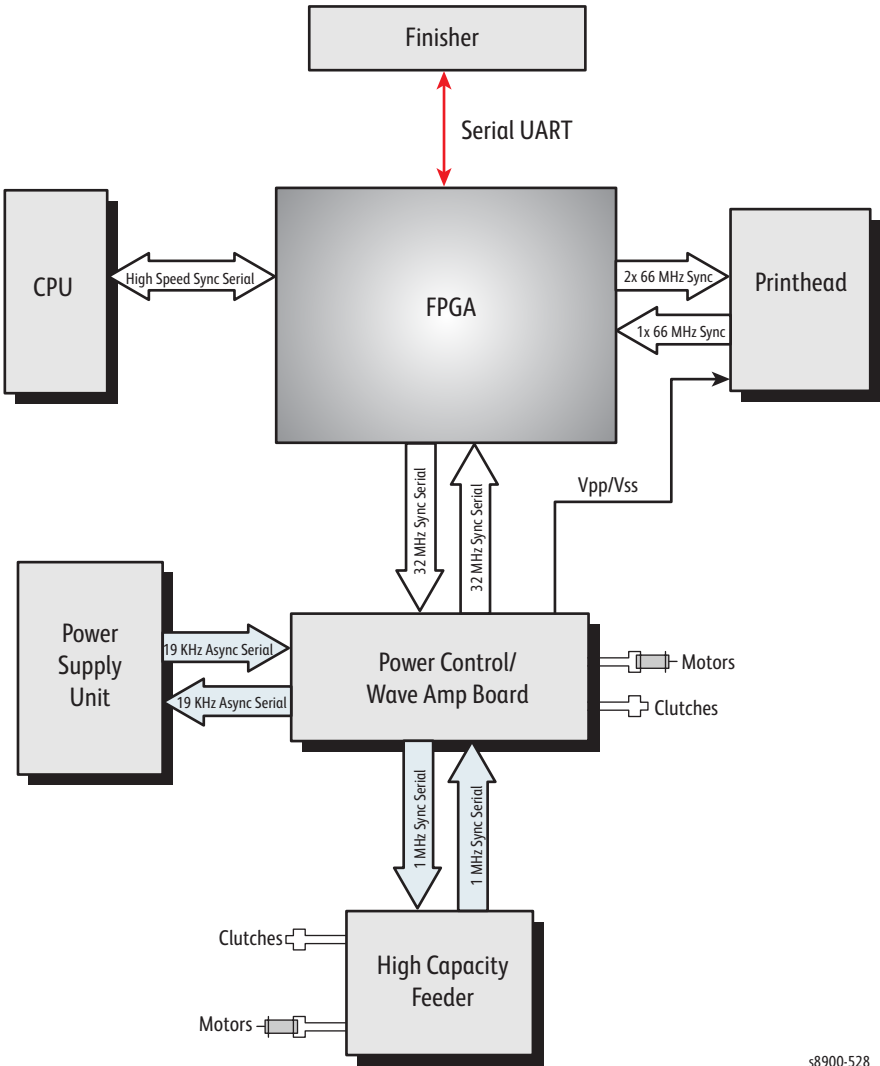 Finisher
Serial UART
CPU
High Speed Sync Serial
FPGA
2x 66 MHz Sync
1x 66 MHz Sync
Printhead
32 MHz Sync Serial
32 MHz Sync Serial
Vpp/Vss
Power
Supply
Unit
19 KHz Async Serial
19 KHz Async Serial
Power Control/
Wave Amp Board
Motors
Clutches
1 MHz Sync Serial
1 MHz Sync Serial
Clutches
High Capacity
Feeder
Motors
s8900-528